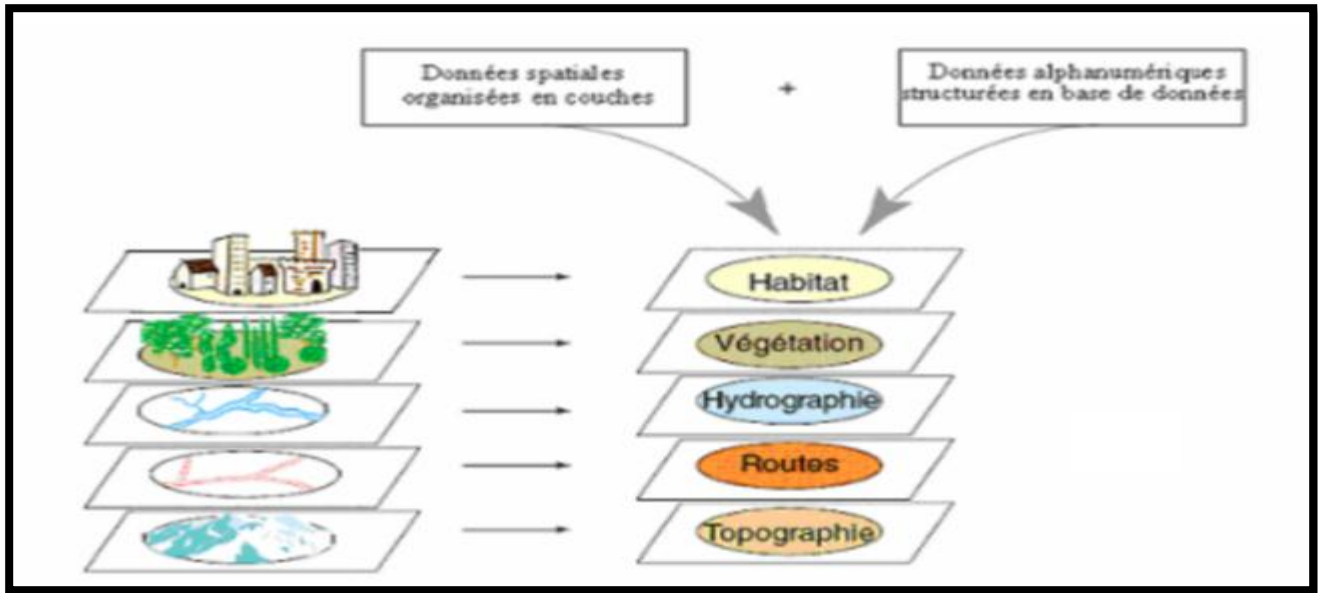 Données spatiales
organisées en couches
+
Données alphanumériques
structurées en base de données
Habitat
Végétation
Hydrographie
Routes
Topographie